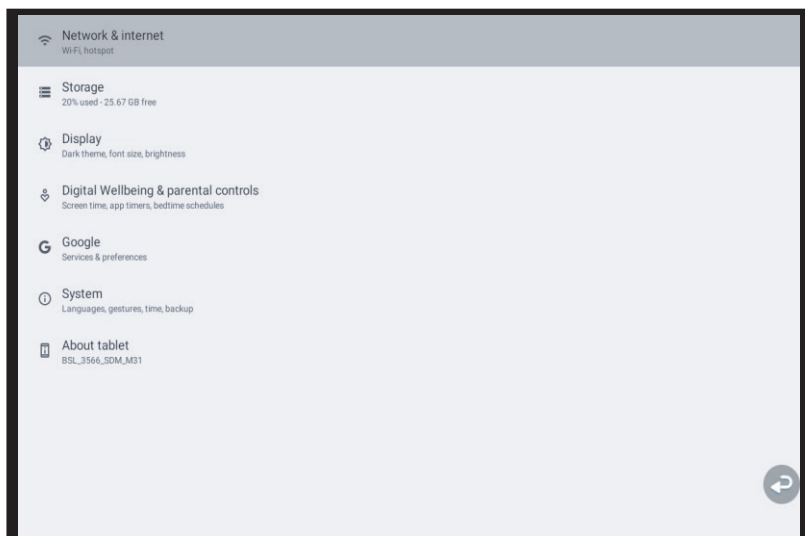 Network & internet
Wi-Fi, hotspot
Storage
20% used - 25.67 GB free
Display
Dark theme, font size, brightness
Digital Wellbeing & parental controls
Screen time, app timers, bedtime schedules
Google
Services & preferences
System
Languages, gestures, time, backup
About tablet
BSL_3566_SDM_M31